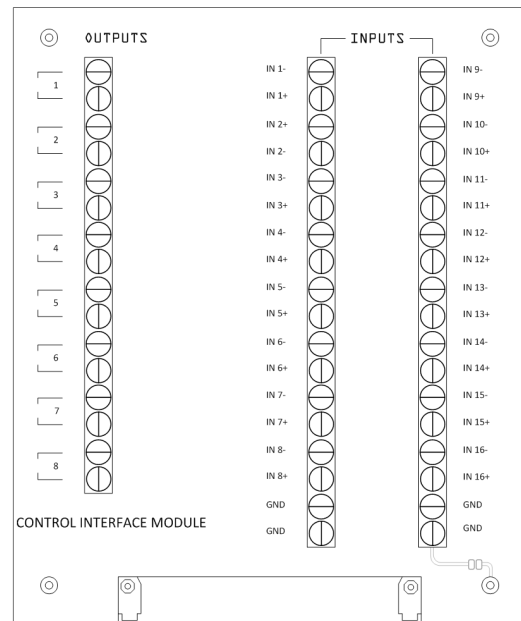 OUTPUTS
INPUTS
1
2
3
4
5
6
7
8
IN 1-
IN 1+
IN 2+
IN 2-
IN 3-
IN 3+
IN 4-
IN 4+
IN 5-
IN 5+
IN 6-
IN 6+
IN 7-
IN 7+
IN 8-
IN 8+
GND
GND
IN 9-
IN 9+
IN 10-
IN 10+
IN 11-
IN 11+
IN 12-
IN 12+
IN 13-
IN 13+
IN 14-
IN 14+
IN 15-
IN 15+
IN 16-
IN 16+
GND
GND
CONTROL INTERFACE MODULE